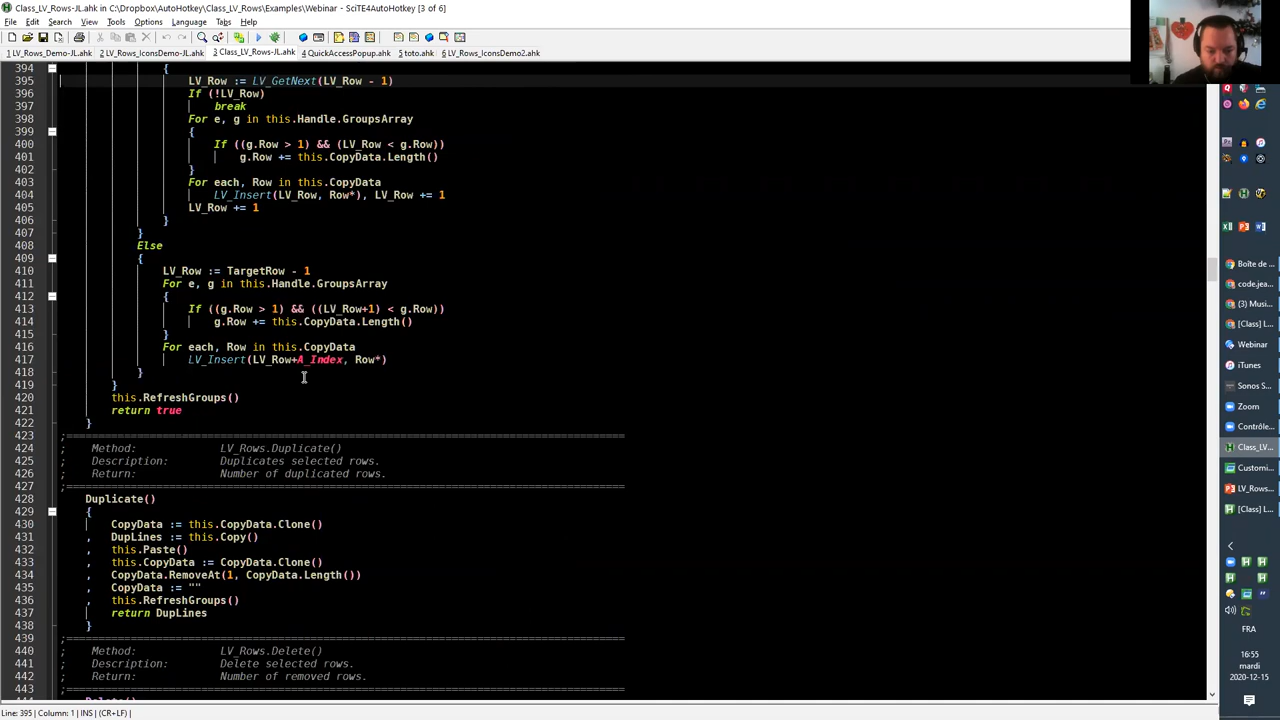 Class_LV_Rows-JL.ahk in C:\Dropbox\AutoHotkey\Class_LV_Rows\Examples\Webinar - SciTE4AutoHotkey [3 of 6]
File Edit Search View Tools Options Language Buffers Help
1 LV_Rows_Demo-JL.ahk 2 LV_Rows_IconsDemo-JL.ahk 3 Class_LV_Rows-JL.ahk 4 QuickAccessPopup.ahk 5 toto.ahk 6 LV_Rows_IconsDemo2.ahk
394 {
395 LV_Row := LV_GetNext(LV_Row - 1)
396 If (!LV_Row)
397 break
398 For e, g in this.Handle.GroupsArray
399 {
400 If ((g.Row > 1) && (LV_Row < g.Row))
401 g.Row += this.CopyData.Length()
402 }
403 For each, Row in this.CopyData
404 LV_Insert(LV_Row, Row*), LV_Row += 1
405 LV_Row += 1
406 }
407 }
408 Else
409 {
410 LV_Row := TargetRow - 1
411 For e, g in this.Handle.GroupsArray
412 {
413 If ((g.Row > 1) && ((LV_Row+1) < g.Row))
414 g.Row += this.CopyData.Length()
415 }
416 For each, Row in this.CopyData
417 LV_Insert(LV_Row+A_Index, Row*)
418 }
419 }
420 this.RefreshGroups()
421 return true
422 }
423 ;=======================================================================================
424 ; Method: LV_Rows.Duplicate()
425 ; Description: Duplicates selected rows.
426 ; Return: Number of duplicated rows.
427 ;=======================================================================================
428 Duplicate()
429 {
430 CopyData := this.CopyData.Clone()
431 , DupLines := this.Copy()
432 , this.Paste()
433 , this.CopyData := CopyData.Clone()
434 , CopyData.RemoveAt(1, CopyData.Length())
435 , CopyData := ""
436 , this.RefreshGroups()
437 return DupLines
438 }
439 ;=======================================================================================
440 ; Method: LV_Rows.Delete()
441 ; Description: Delete selected rows.
442 ; Return: Number of removed rows.
443 ;=======================================================================================
Line: 395 | Column: 1 | INS | (CR+LF) |
Boîte de
code.jea
(3) Musi
[Class] L
Webinar
iTunes
Sonos S
Zoom
Contrôle
Class_LV
Customi
LV_Rows
[Class] L
FRA
16:55
mardi
2020-12-15